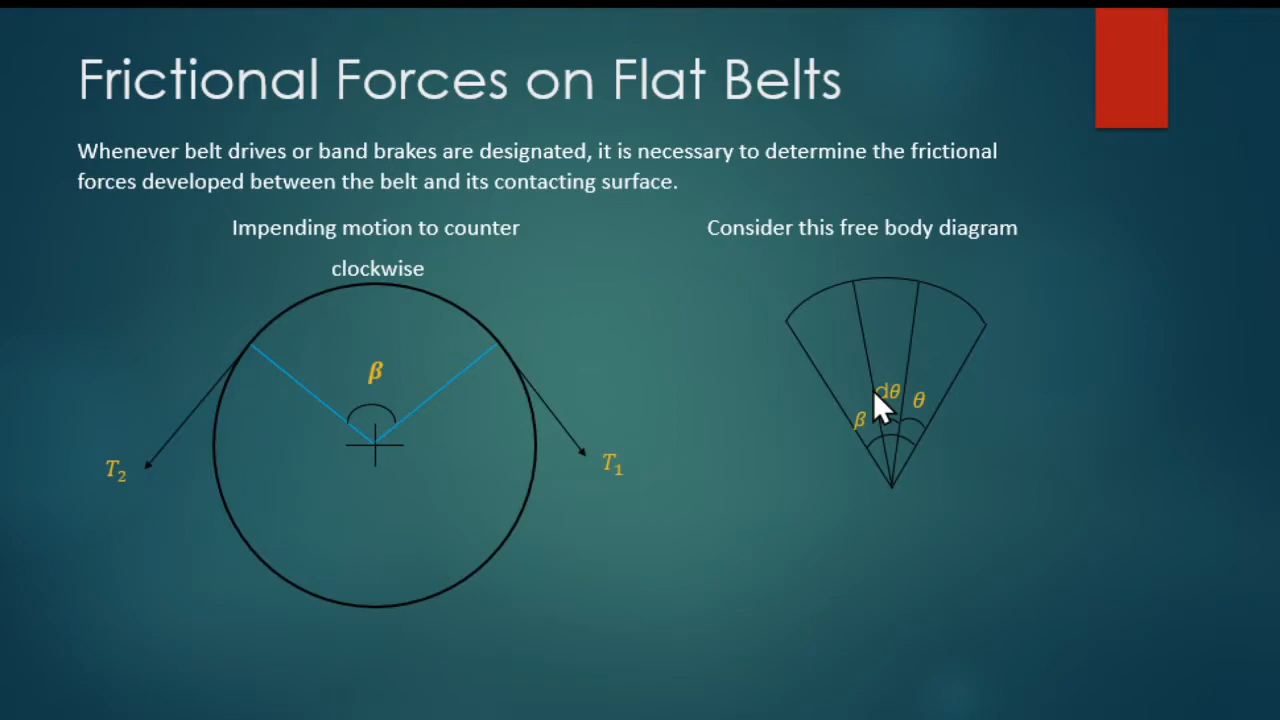 Frictional Forces on Flat Belts
Whenever belt drives or band brakes are designated, it is necessary to determine the frictional
forces developed between the belt and its contacting surface.
Impending motion to counter
clockwise
Consider this free body diagram
β
T₂
T₁
dθ
θ
β